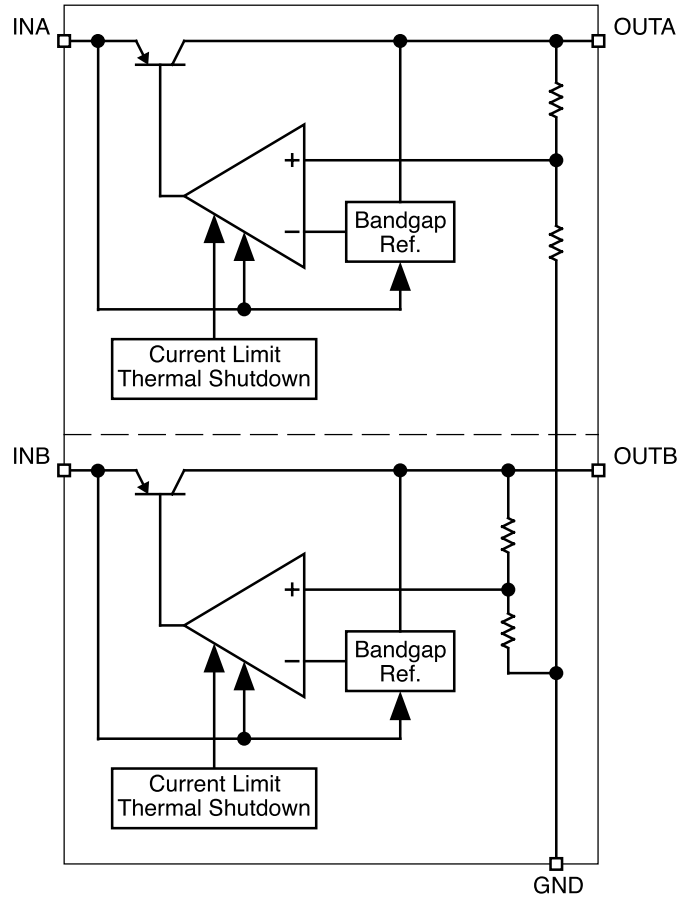 INA
OUTA
+
−
Bandgap
Ref.
Current Limit
Thermal Shutdown
INB
OUTB
+
−
Bandgap
Ref.
Current Limit
Thermal Shutdown
GND